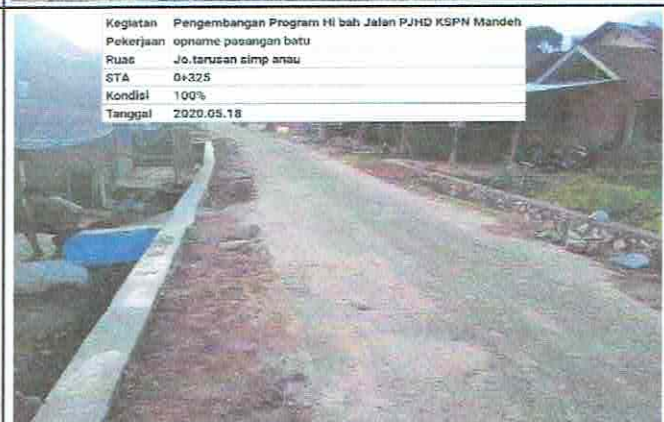 Kegiatan Pengembangan Program Hi bah Jalan PJHD KSPN Mandeh
Pekerjaan opname pasangan batu
Ruas Jo.tarusan simp anau
STA 0+325
Kondisi 100%
Tanggal 2020.05.18